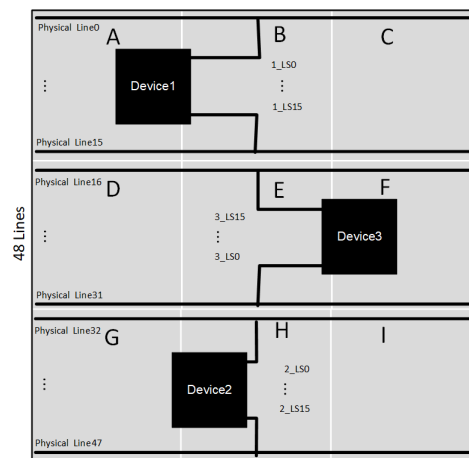 Physical Line0
A
B
C
1_LS0
⋮
⋮
Device1
1_LS15
Physical Line15
48 Lines
Physical Line16
D
E
F
3_LS15
⋮
⋮
Device3
3_LS0
Physical Line31
Physical Line32
G
H
I
2_LS0
⋮
⋮
Device2
2_LS15
Physical Line47